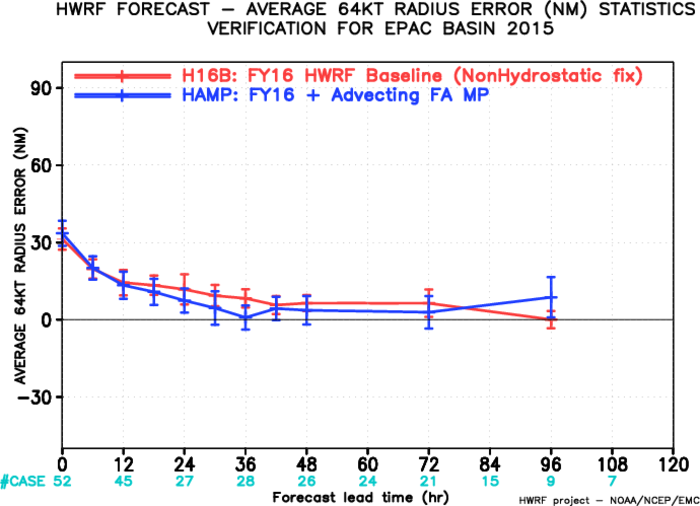 HWRF FORECAST – AVERAGE 64KT RADIUS ERROR (NM) STATISTICS
VERIFICATION FOR EPAC BASIN 2015
H16B: FY16 HWRF Baseline (NonHydrostatic fix)
HAMP: FY16 + Advecting FA MP
AVERAGE 64KT RADIUS ERROR (NM)
90
60
30
0
−30
0 12 24 36 48 60 72 84 96 108 120
#CASE 52 45 27 28 26 24 21 15 9 7
Forecast lead time (hr)
HWRF project – NOAA/NCEP/EMC